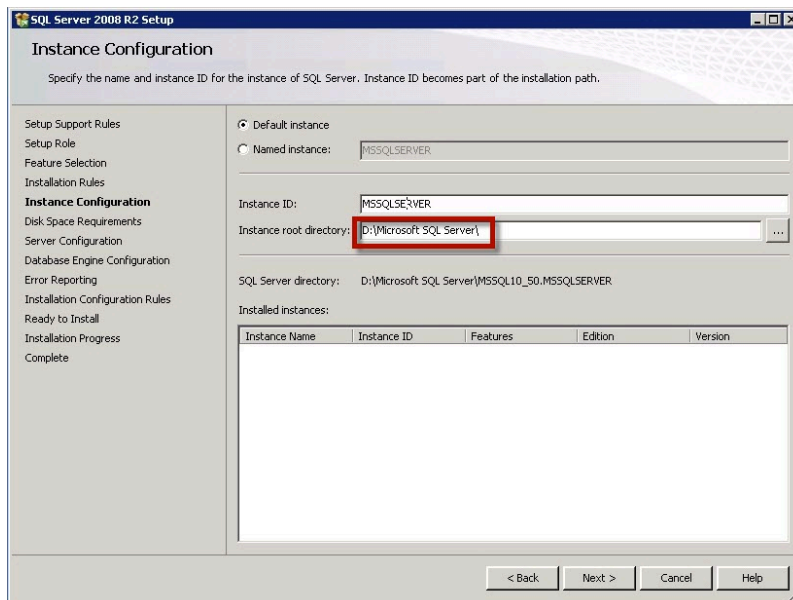 SQL Server 2008 R2 Setup
Instance Configuration
Specify the name and instance ID for the instance of SQL Server. Instance ID becomes part of the installation path.
Setup Support Rules
Setup Role
Feature Selection
Installation Rules
Instance Configuration
Disk Space Requirements
Server Configuration
Database Engine Configuration
Error Reporting
Installation Configuration Rules
Ready to Install
Installation Progress
Complete
Default instance
Named instance: MSSQLSERVER
Instance ID: MSSQLSERVER
Instance root directory: D:\Microsoft SQL Server\ ...
SQL Server directory: D:\Microsoft SQL Server\MSSQL10_50.MSSQLSERVER
Installed instances:
Instance Name Instance ID Features Edition Version
< Back Next > Cancel Help